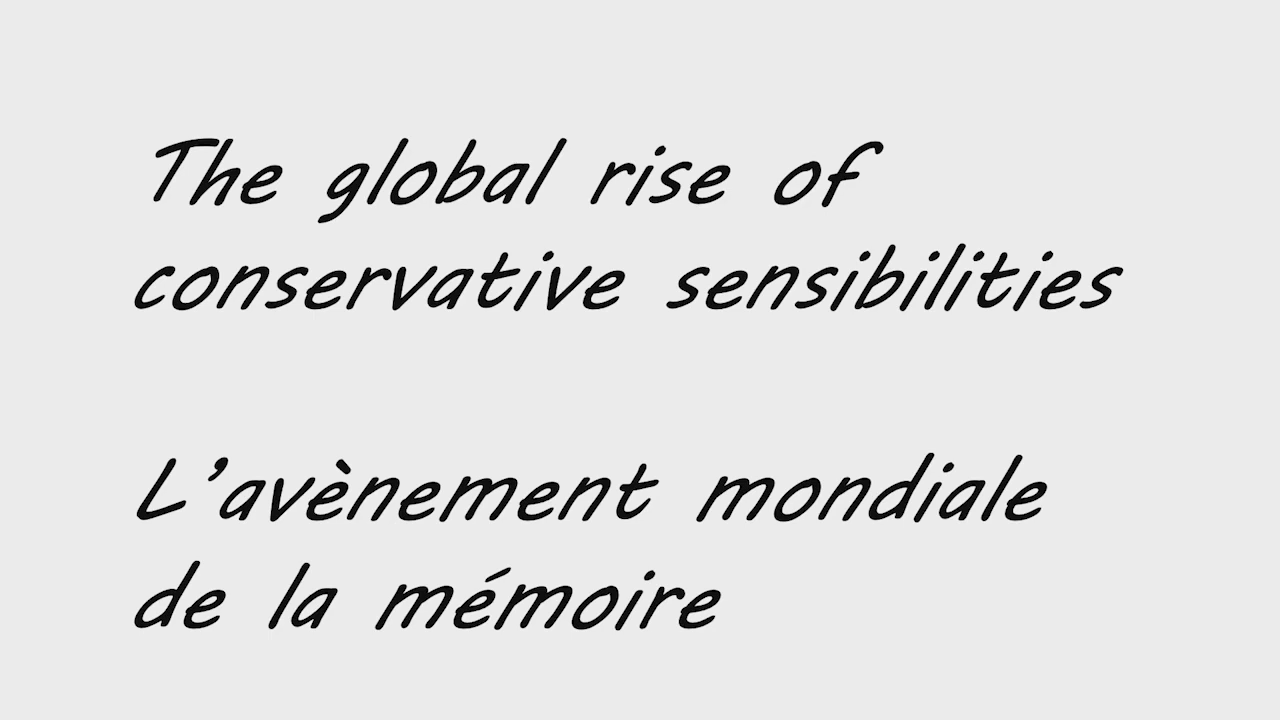 The global rise of
conservative sensibilities
L’avènement mondiale
de la mémoire